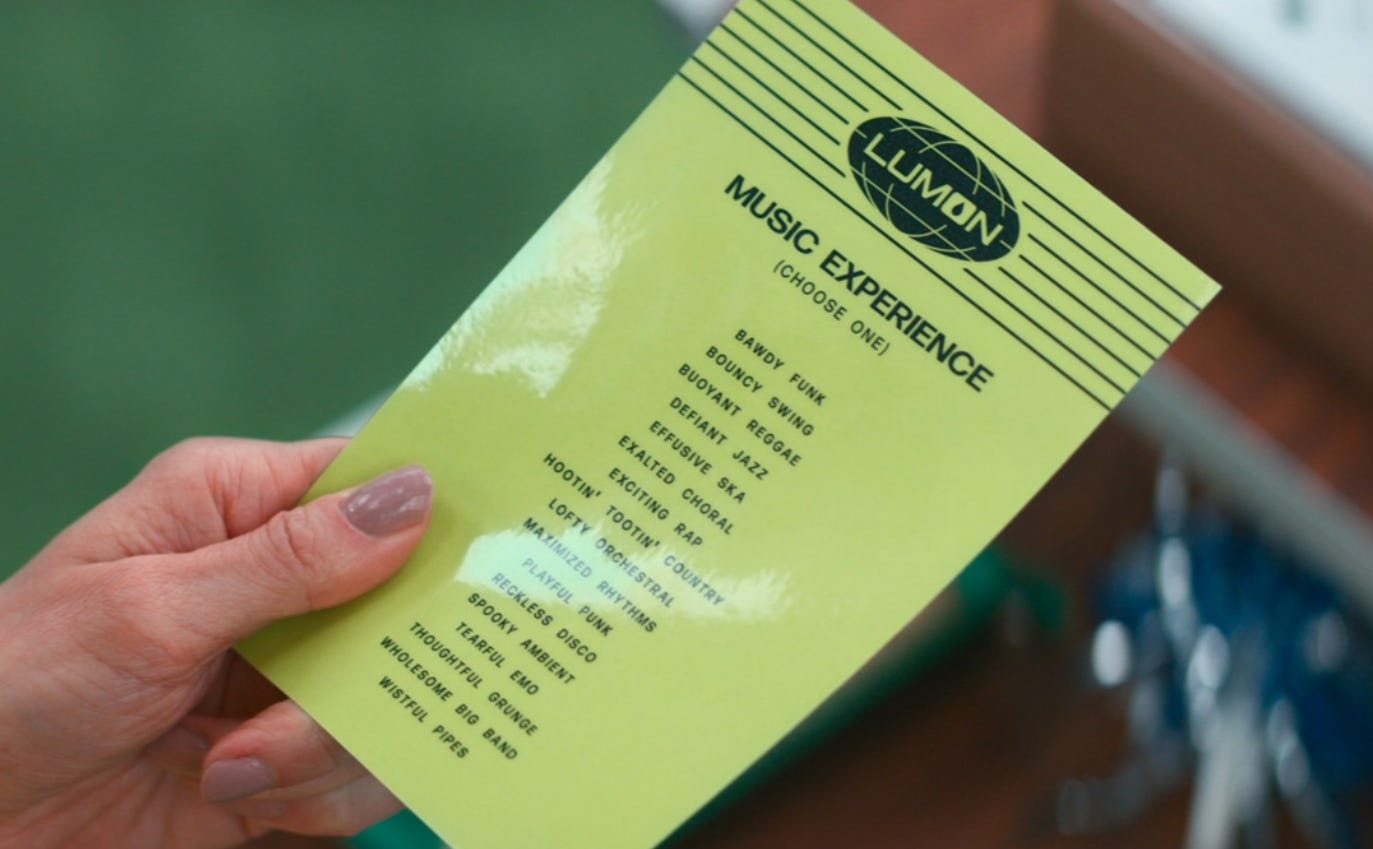 LUMON
MUSIC EXPERIENCE
(CHOOSE ONE)
BAWDY FUNK
BOUNCY SWING
BUOYANT REGGAE
DEFIANT JAZZ
EFFUSIVE SKA
EXALTED CHORAL
EXCITING RAP
HOOTIN' TOOTIN' COUNTRY
LOFTY ORCHESTRAL
MAXIMIZED RHYTHMS
PLAYFUL PUNK
RECKLESS DISCO
SPOOKY AMBIENT
TEARFUL EMO
THOUGHTFUL GRUNGE
WHOLESOME BIG BAND
WISTFUL PIPES